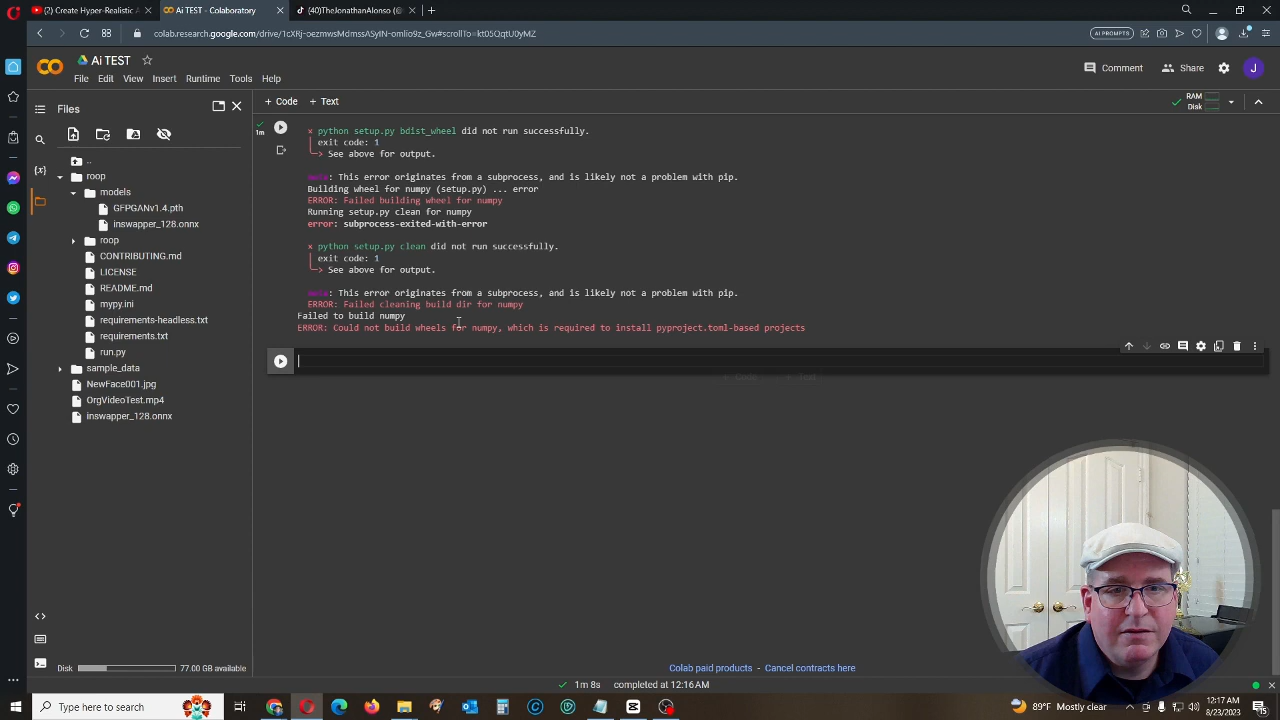 (2) Create Hyper-Realistic A
Ai TEST - Colaboratory
(40)TheJonathanAlonso (@
colab.research.google.com/drive/1cXRj-oezmwsMdmssASyIN-omlio9z_Gw#scrollTo=kt05QqtU0yMZ
AI PROMPTS
Ai TEST
File Edit View Insert Runtime Tools Help
Comment
Share
J
Files
+ Code + Text
RAM
Disk
1m
× python setup.py bdist_wheel did not run successfully.
│ exit code: 1
╰─> See above for output.
note: This error originates from a subprocess, and is likely not a problem with pip.
Building wheel for numpy (setup.py) ... error
ERROR: Failed building wheel for numpy
Running setup.py clean for numpy
error: subprocess-exited-with-error
× python setup.py clean did not run successfully.
│ exit code: 1
╰─> See above for output.
note: This error originates from a subprocess, and is likely not a problem with pip.
ERROR: Failed cleaning build dir for numpy
Failed to build numpy
ERROR: Could not build wheels for numpy, which is required to install pyproject.toml-based projects
+ Code + Text
{x}
..
roop
models
GFPGANv1.4.pth
inswapper_128.onnx
roop
CONTRIBUTING.md
LICENSE
README.md
mypy.ini
requirements-headless.txt
requirements.txt
run.py
sample_data
NewFace001.jpg
OrgVideoTest.mp4
inswapper_128.onnx
Disk
77.00 GB available
Colab paid products - Cancel contracts here
1m 8s completed at 12:16 AM
Type here to search
79°F Mostly clear
12:17 AM
8/23/2023